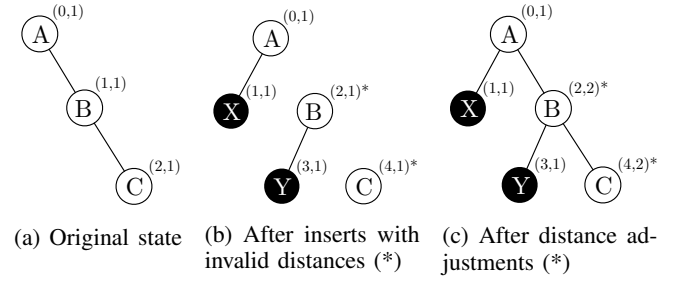 (0,1)
A
(1,1)
B
(2,1)
C
(a) Original state
(0,1)
A
(1,1)
X
(2,1)*
B
(3,1)
Y
(4,1)*
C
(b) After inserts with
invalid distances (*)
(0,1)
A
(1,1)
X
(2,2)*
B
(3,1)
Y
(4,2)*
C
(c) After distance ad-
justments (*)